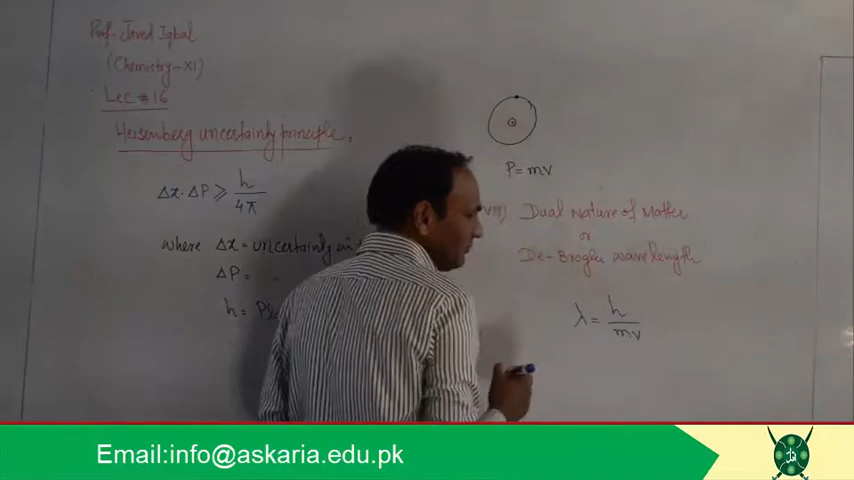 Prof. Javed Iqbal
(Chemistry-XI)
Lec # 16
Heisenberg uncertainty principle.
Δx. ΔP ⩾ h/4π
where Δx = uncertainty in
ΔP =
h =
P = mv
VIII) Dual Nature of Matter
or
De-Broglie wavelength
λ = h/mv
Email:info@askaria.edu.pk